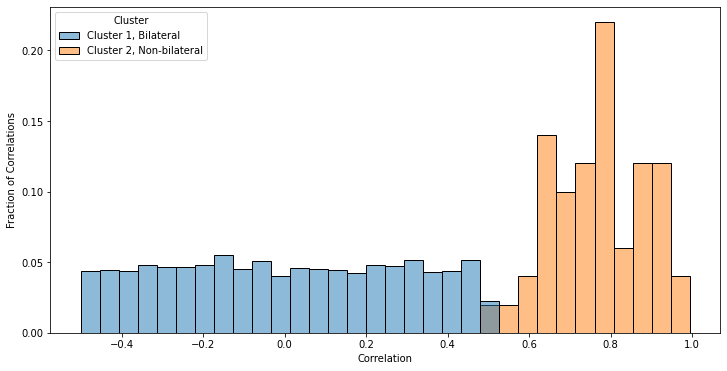 Cluster
Cluster 1, Bilateral
Cluster 2, Non-bilateral
Fraction of Correlations
0.20
0.15
0.10
0.05
0.00
−0.4 −0.2 0.0 0.2 0.4 0.6 0.8 1.0
Correlation